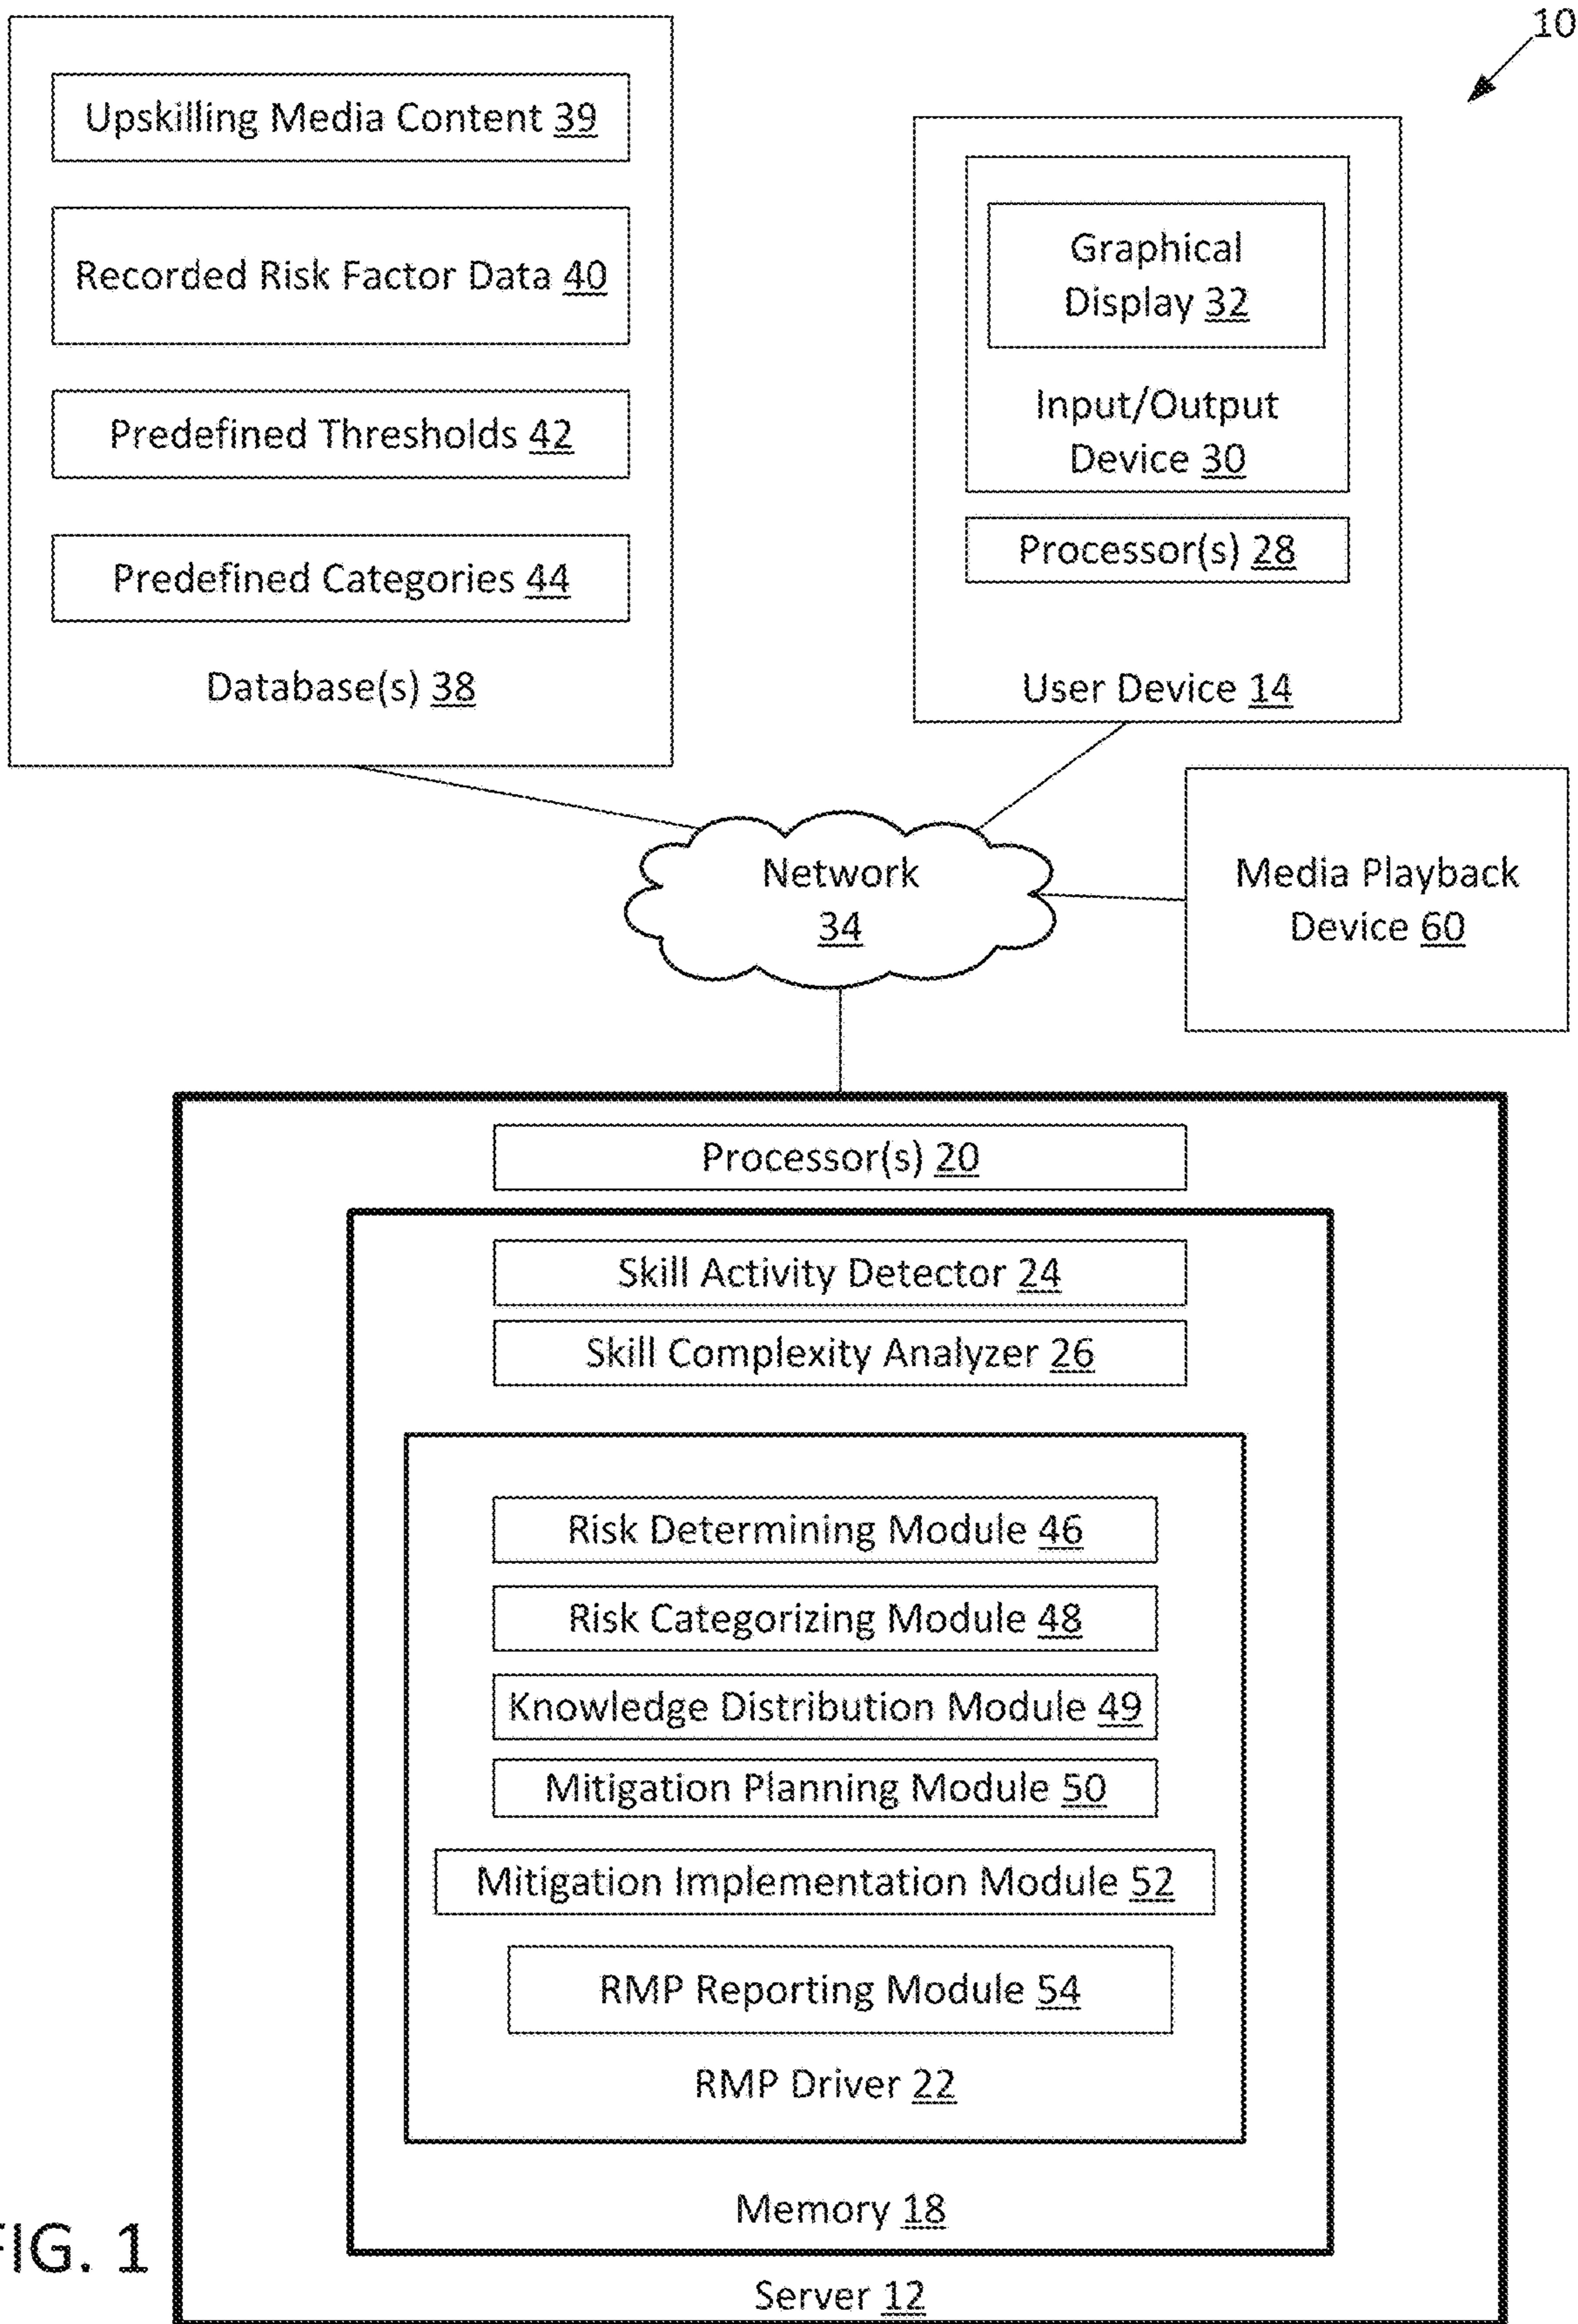 10
Upskilling Media Content 39
Recorded Risk Factor Data 40
Predefined Thresholds 42
Predefined Categories 44
Database(s) 38
Graphical
Display 32
Input/Output
Device 30
Processor(s) 28
User Device 14
Network
34
Media Playback
Device 60
Processor(s) 20
Skill Activity Detector 24
Skill Complexity Analyzer 26
Risk Determining Module 46
Risk Categorizing Module 48
Knowledge Distribution Module 49
Mitigation Planning Module 50
Mitigation Implementation Module 52
RMP Reporting Module 54
RMP Driver 22
Memory 18
Server 12
FIG. 1